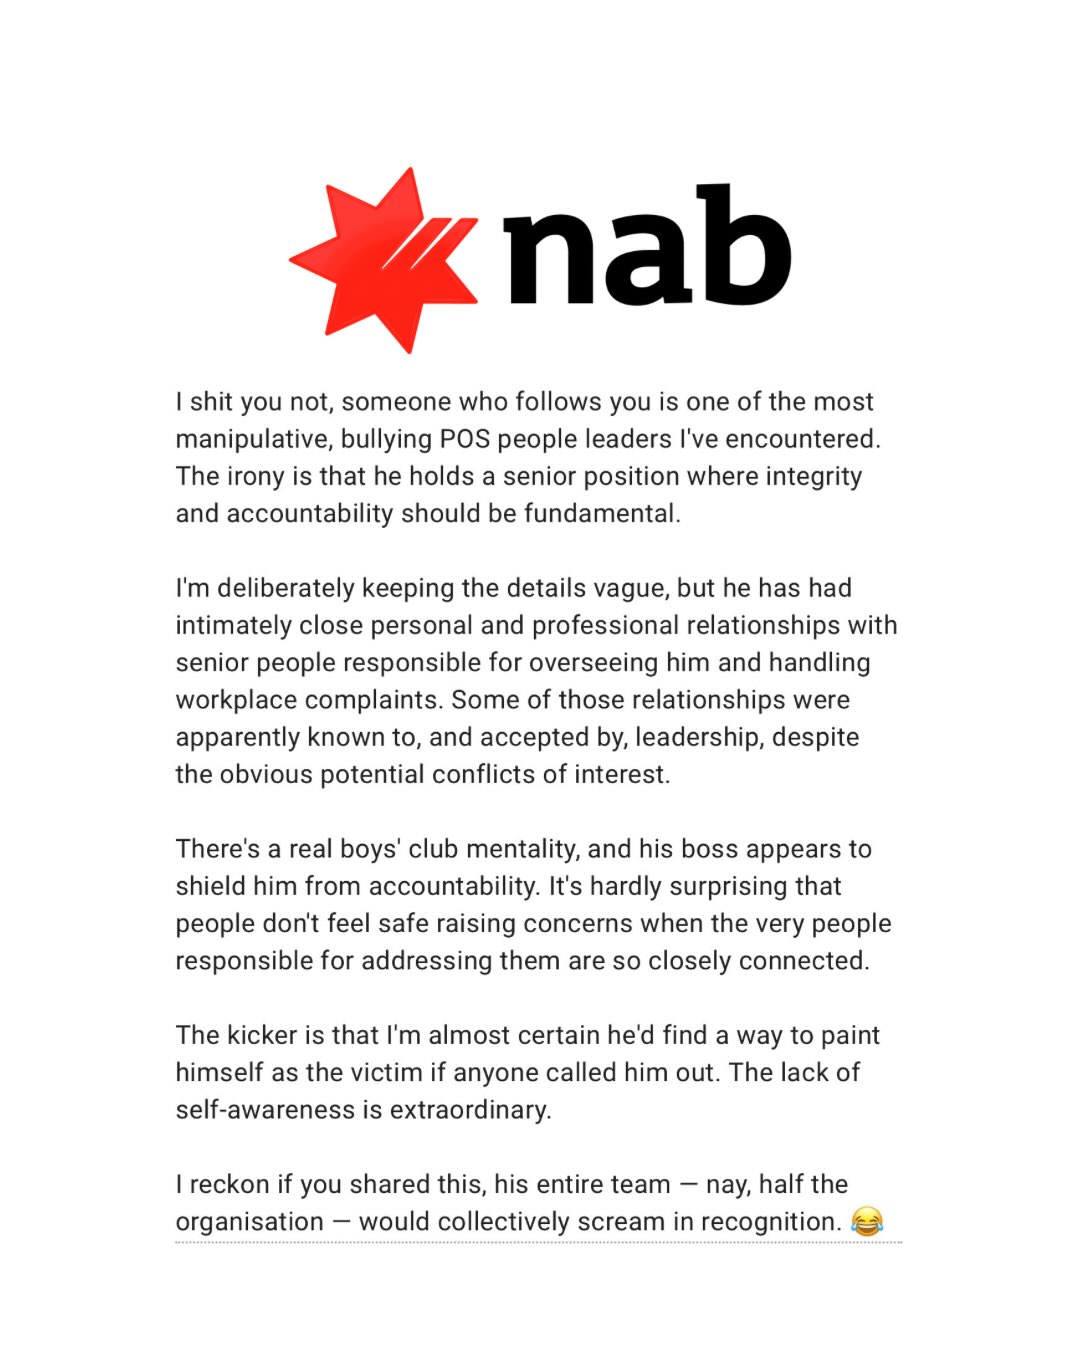 nab
I shit you not, someone who follows you is one of the most
manipulative, bullying POS people leaders I've encountered.
The irony is that he holds a senior position where integrity
and accountability should be fundamental.
I'm deliberately keeping the details vague, but he has had
intimately close personal and professional relationships with
senior people responsible for overseeing him and handling
workplace complaints. Some of those relationships were
apparently known to, and accepted by, leadership, despite
the obvious potential conflicts of interest.
There's a real boys' club mentality, and his boss appears to
shield him from accountability. It's hardly surprising that
people don't feel safe raising concerns when the very people
responsible for addressing them are so closely connected.
The kicker is that I'm almost certain he'd find a way to paint
himself as the victim if anyone called him out. The lack of
self-awareness is extraordinary.
I reckon if you shared this, his entire team — nay, half the
organisation — would collectively scream in recognition. 😂